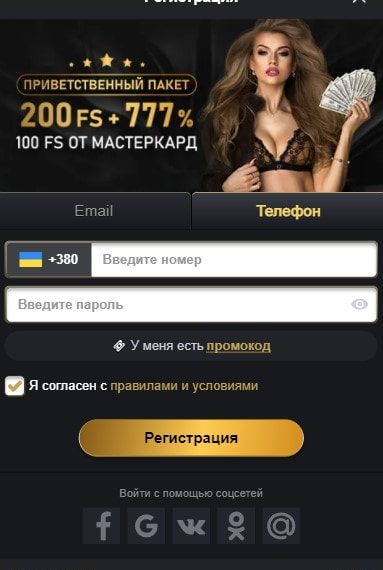 Регистрация
ПРИВЕТСТВЕННЫЙ ПАКЕТ
200 FS + 777 %
100 FS ОТ МАСТЕРКАРД
Email
Телефон
+380
Введите номер
Введите пароль
У меня есть промокод
Я согласен с правилами и условиями
Регистрация
Войти с помощью соцсетей